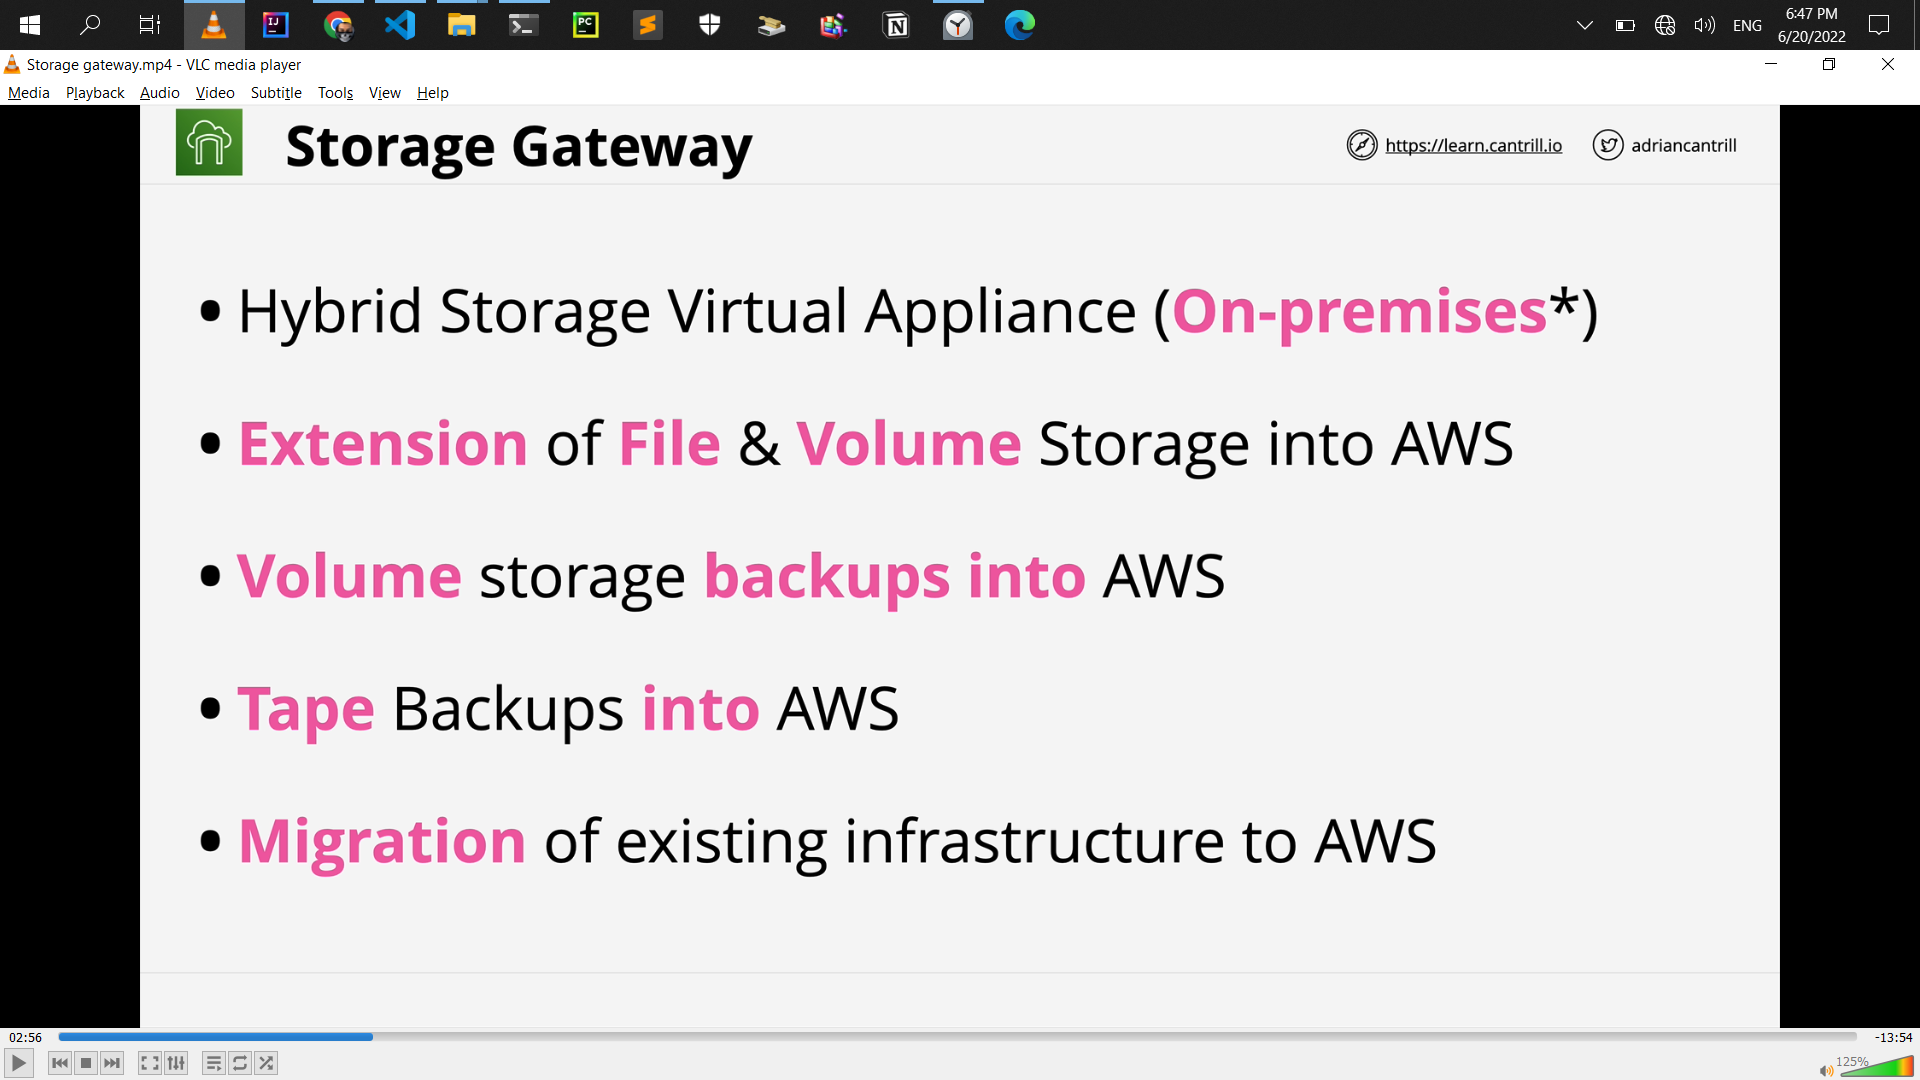 ENG
6:47 PM
6/20/2022
Storage gateway.mp4 - VLC media player
Media Playback Audio Video Subtitle Tools View Help
Storage Gateway
https://learn.cantrill.io
adriancantrill
• Hybrid Storage Virtual Appliance (On-premises*)
• Extension of File & Volume Storage into AWS
• Volume storage backups into AWS
• Tape Backups into AWS
• Migration of existing infrastructure to AWS
02:56
-13:54
125%